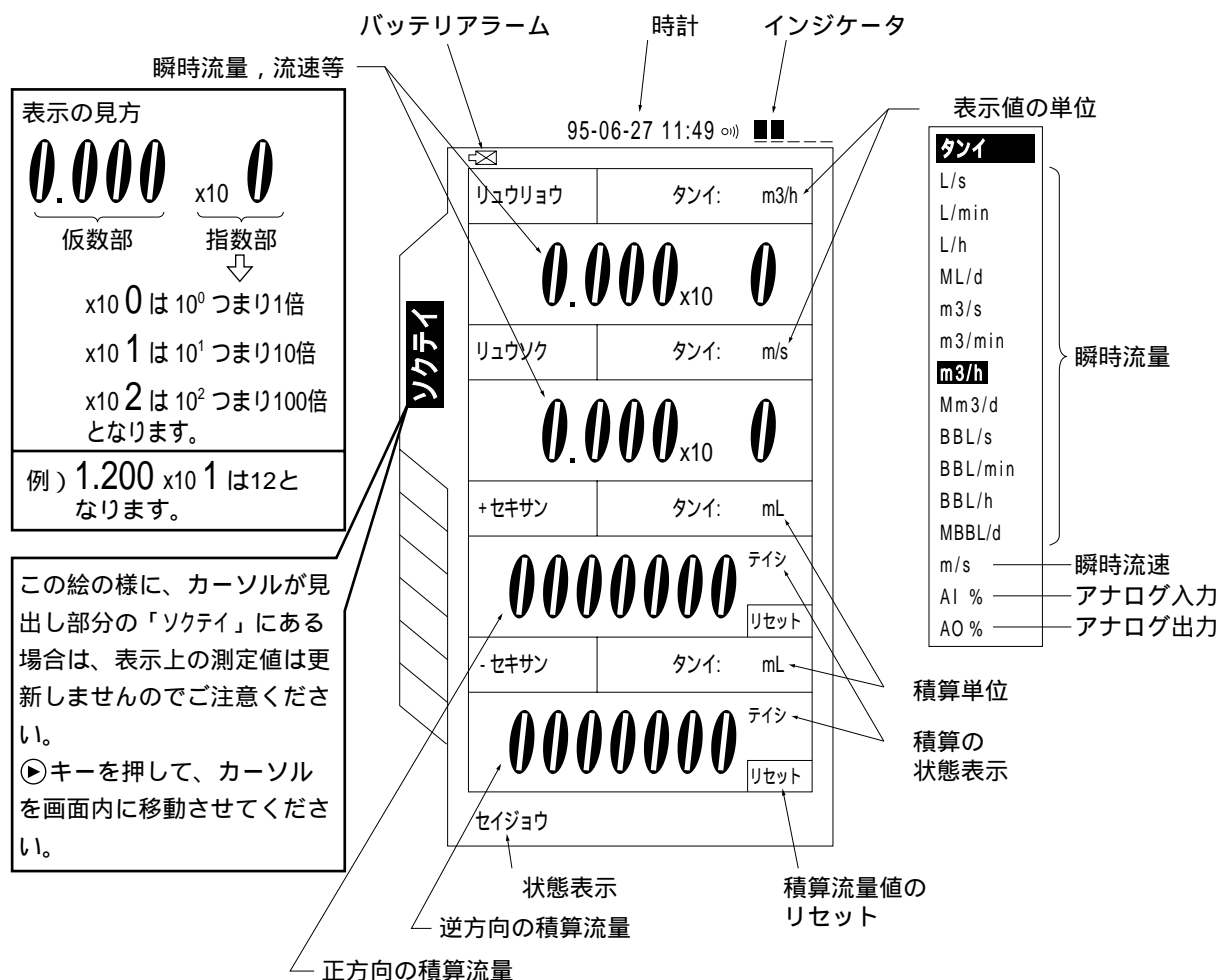 バッテリアラーム
時計
インジケータ
瞬時流量，流速等
表示の見方
0.000 x10 0
仮数部
指数部
x10 0 は 10⁰ つまり1倍
x10 1 は 10¹ つまり10倍
x10 2 は 10² つまり100倍
となります。
例）1.200 x10 1 は12と
なります。
この絵の様に、カーソルが見
出し部分の「ソクテイ」にある
場合は、表示上の測定値は更
新しませんのでご注意くださ
い。
キーを押して、カーソル
を画面内に移動させてくださ
い。
95-06-27 11:49
ソクテイ
リュウリョウ タンイ: m3/h
0.000 x10 0
リュウソク タンイ: m/s
0.000 x10 0
+セキサン タンイ: mL
0000000
テイシ
リセット
-セキサン タンイ: mL
0000000
テイシ
リセット
セイジョウ
表示値の単位
タンイ
L/s
L/min
L/h
ML/d
m3/s
m3/min
m3/h
Mm3/d
BBL/s
BBL/min
BBL/h
MBBL/d
m/s
AI %
AO %
瞬時流量
瞬時流速
アナログ入力
アナログ出力
積算単位
積算の
状態表示
状態表示
積算流量値の
リセット
逆方向の積算流量
正方向の積算流量